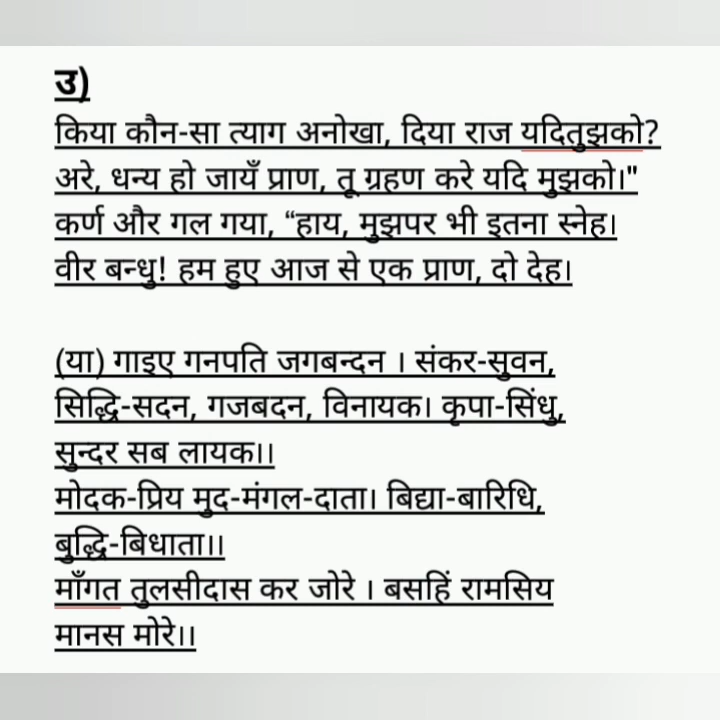 उ)
किया कौन-सा त्याग अनोखा, दिया राज यदितुझको?
अरे, धन्य हो जायँ प्राण, तू ग्रहण करे यदि मुझको।"
कर्ण और गल गया, “हाय, मुझपर भी इतना स्नेह।
वीर बन्धु! हम हुए आज से एक प्राण, दो देह।
(या) गाइए गनपति जगबन्दन । संकर-सुवन,
सिद्धि-सदन, गजबदन, विनायक। कृपा-सिंधु,
सुन्दर सब लायक।।
मोदक-प्रिय मुद-मंगल-दाता। बिद्या-बारिधि,
बुद्धि-बिधाता।।
माँगत तुलसीदास कर जोरे । बसहिं रामसिय
मानस मोरे।।